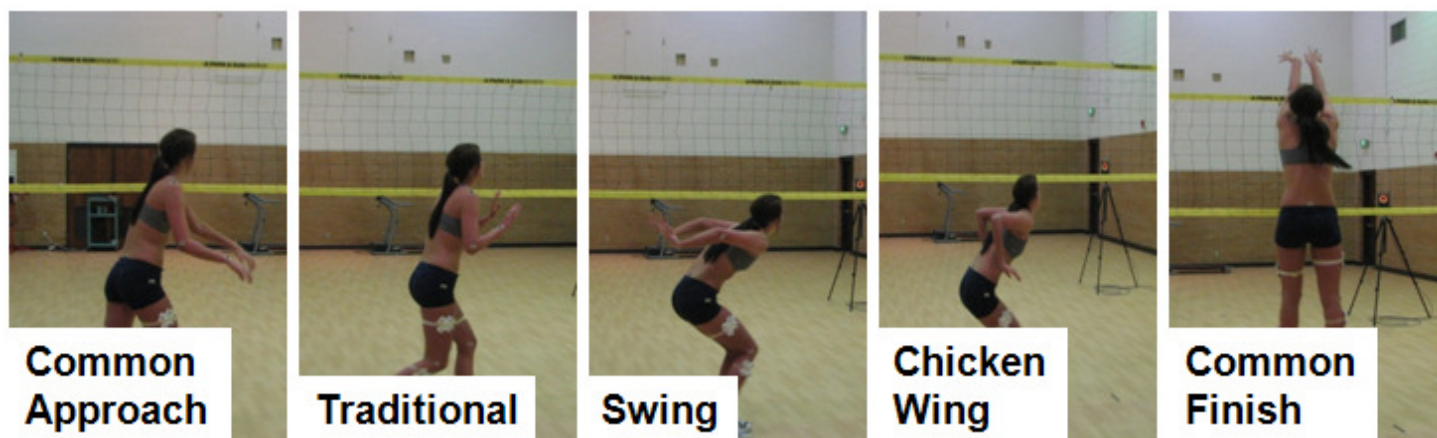 Common
Approach
Traditional
Swing
Chicken
Wing
Common
Finish